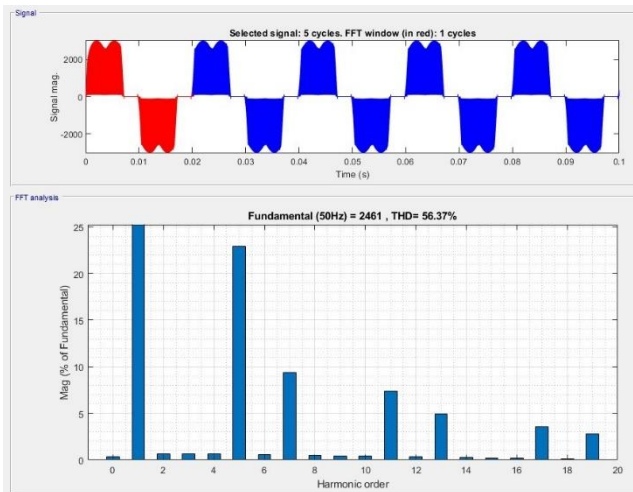 Signal
Selected signal: 5 cycles. FFT window (in red): 1 cycles
2000
0
-2000
Signal mag.
0 0.01 0.02 0.03 0.04 0.05 0.06 0.07 0.08 0.09 0.1
Time (s)
FFT analysis
Fundamental (50Hz) = 2461 , THD= 56.37%
25
20
15
10
5
0
Mag (% of Fundamental)
0 2 4 6 8 10 12 14 16 18 20
Harmonic order